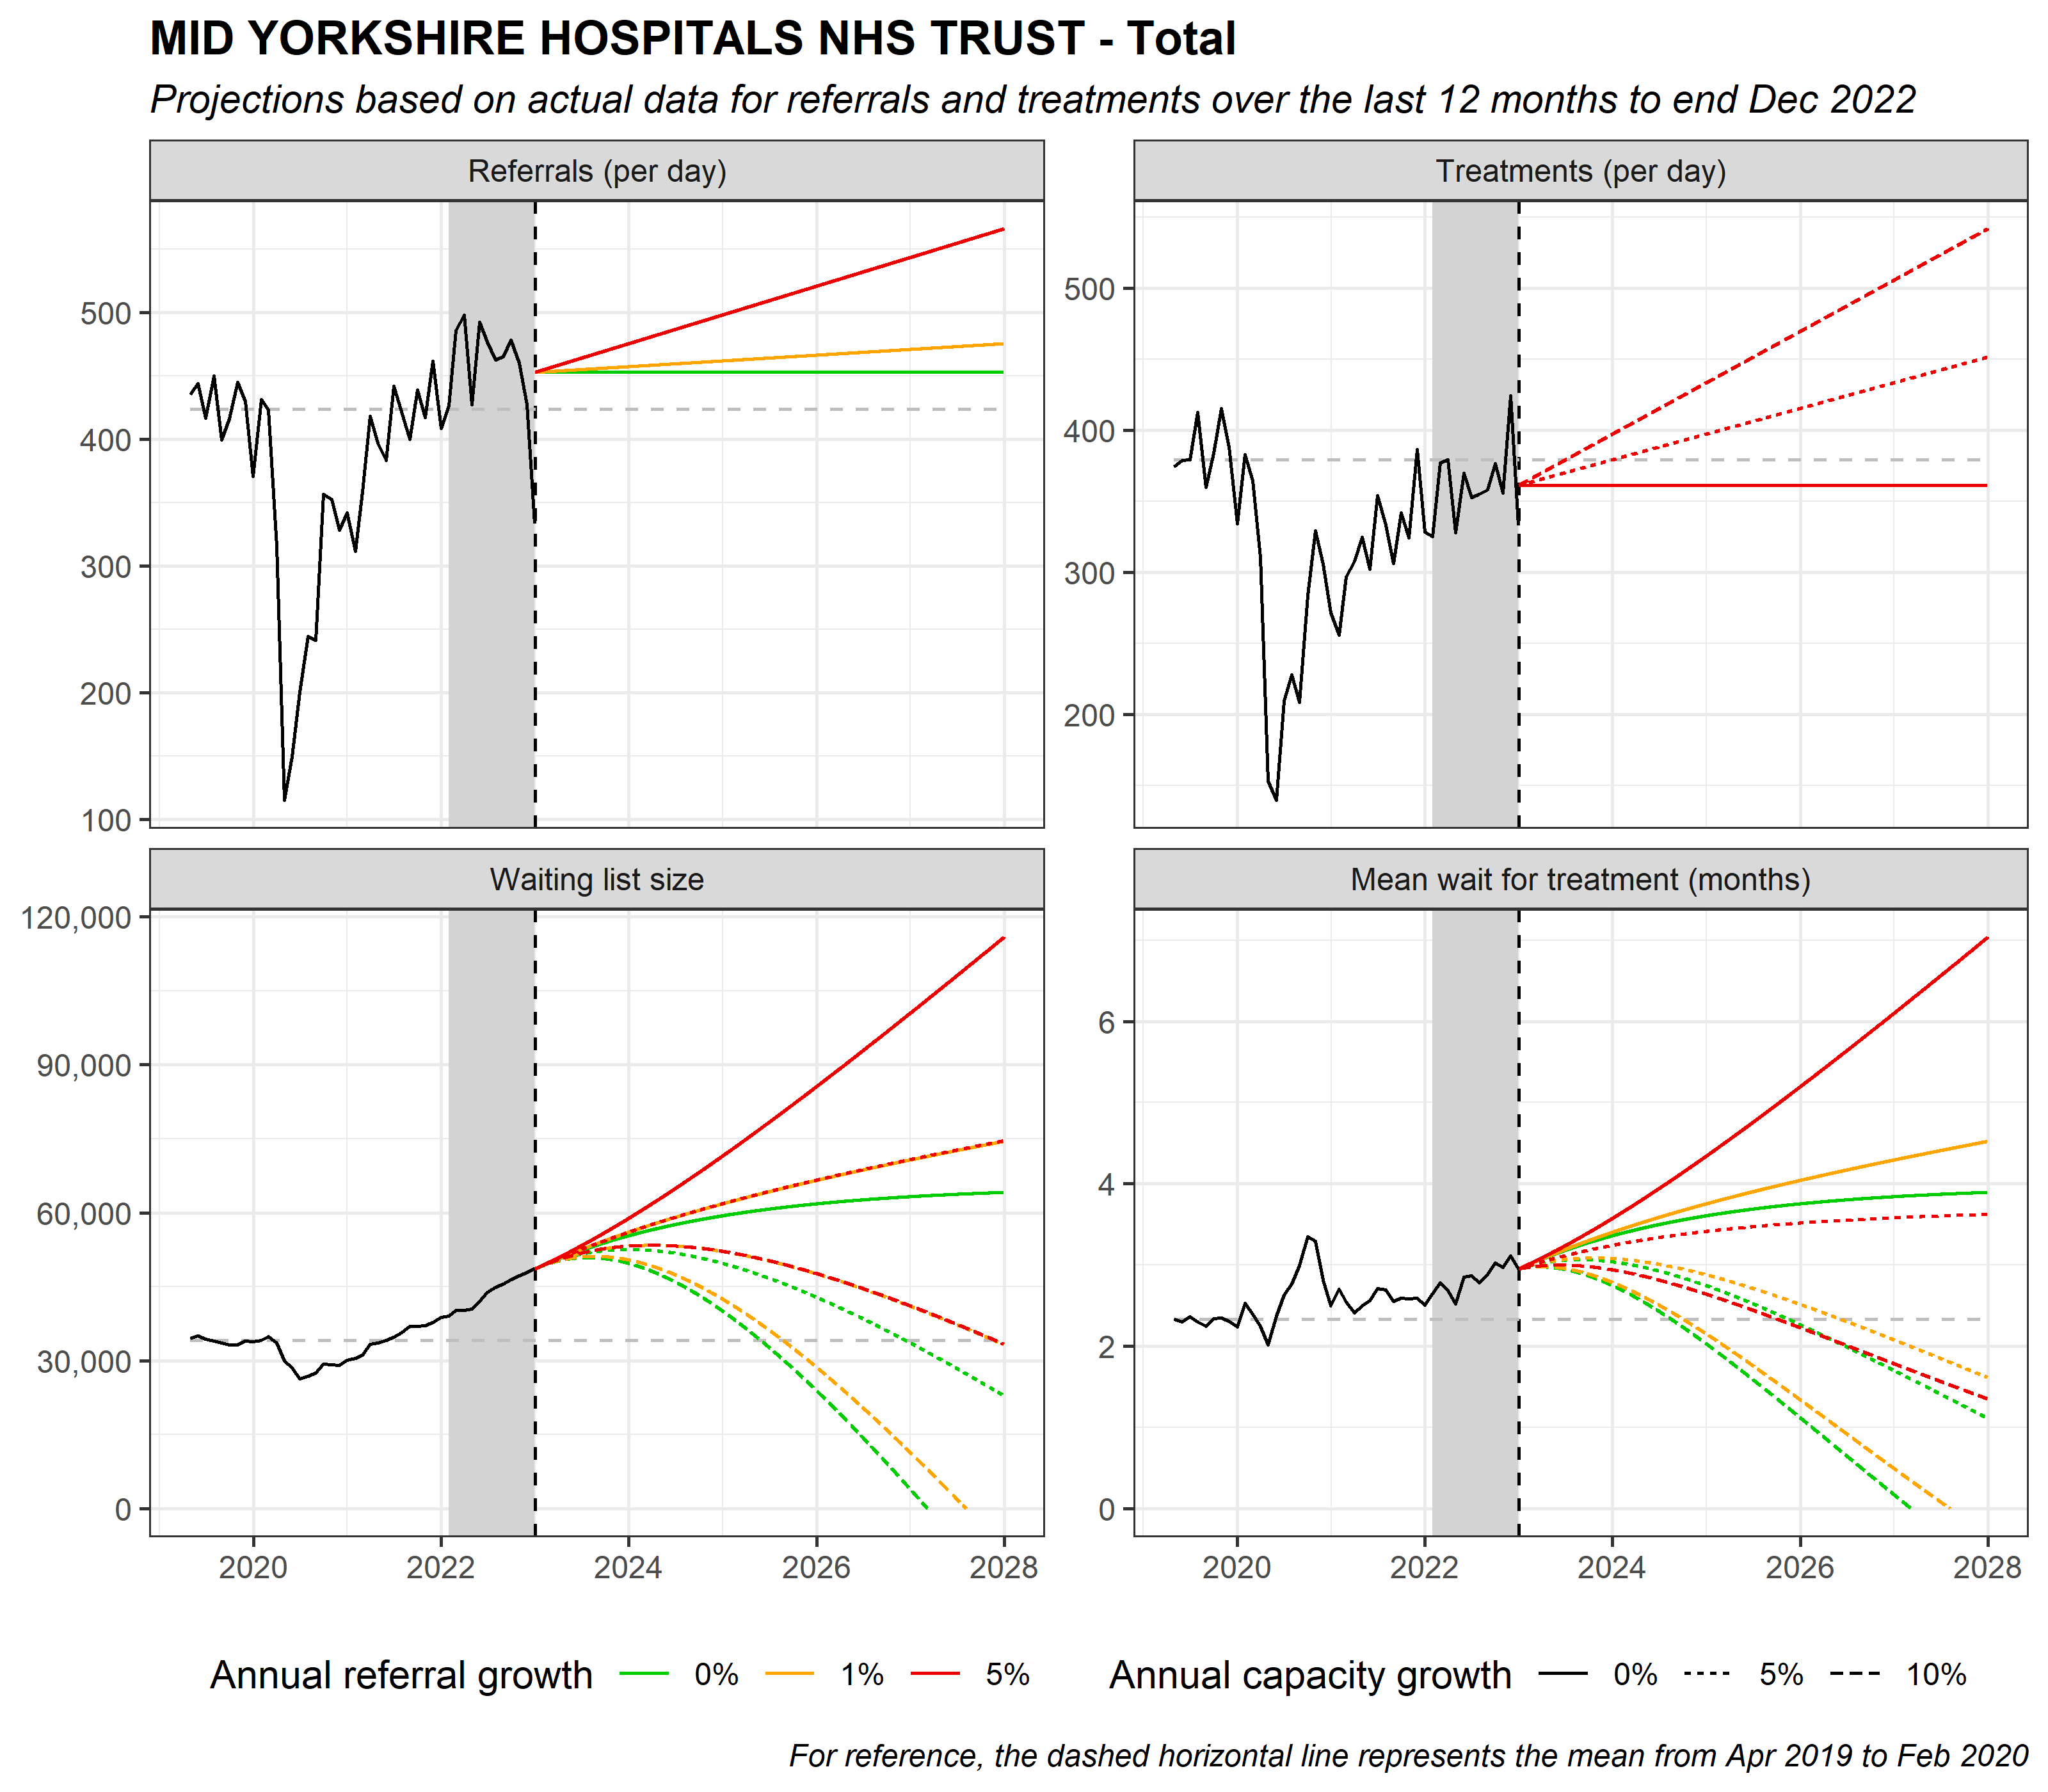 MID YORKSHIRE HOSPITALS NHS TRUST - Total
Projections based on actual data for referrals and treatments over the last 12 months to end Dec 2022
Referrals (per day)
500
400
300
200
100
Treatments (per day)
500
400
300
200
Waiting list size
120,000
90,000
60,000
30,000
0
2020 2022 2024 2026 2028
Mean wait for treatment (months)
6
4
2
0
2020 2022 2024 2026 2028
Annual referral growth 0% 1% 5%
Annual capacity growth 0% 5% 10%
For reference, the dashed horizontal line represents the mean from Apr 2019 to Feb 2020